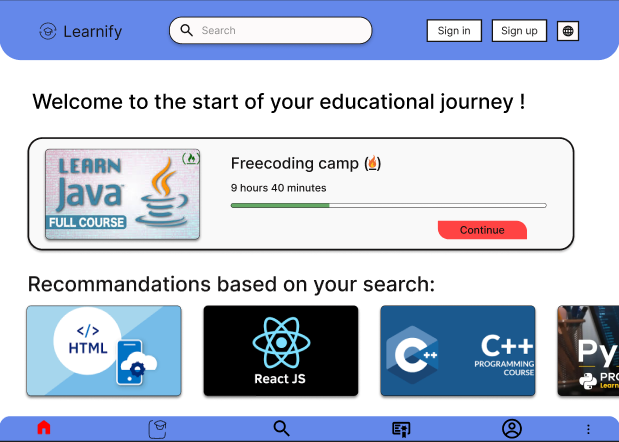 Learnify
Search
Sign in
Sign up
Welcome to the start of your educational journey !
LEARN
Java
FULL COURSE
Freecoding camp ( )
9 hours 40 minutes
Continue
Recommandations based on your search:
</>
HTML
React JS
C++
C++
PROGRAMMING
COURSE
Py
PRO
Learn